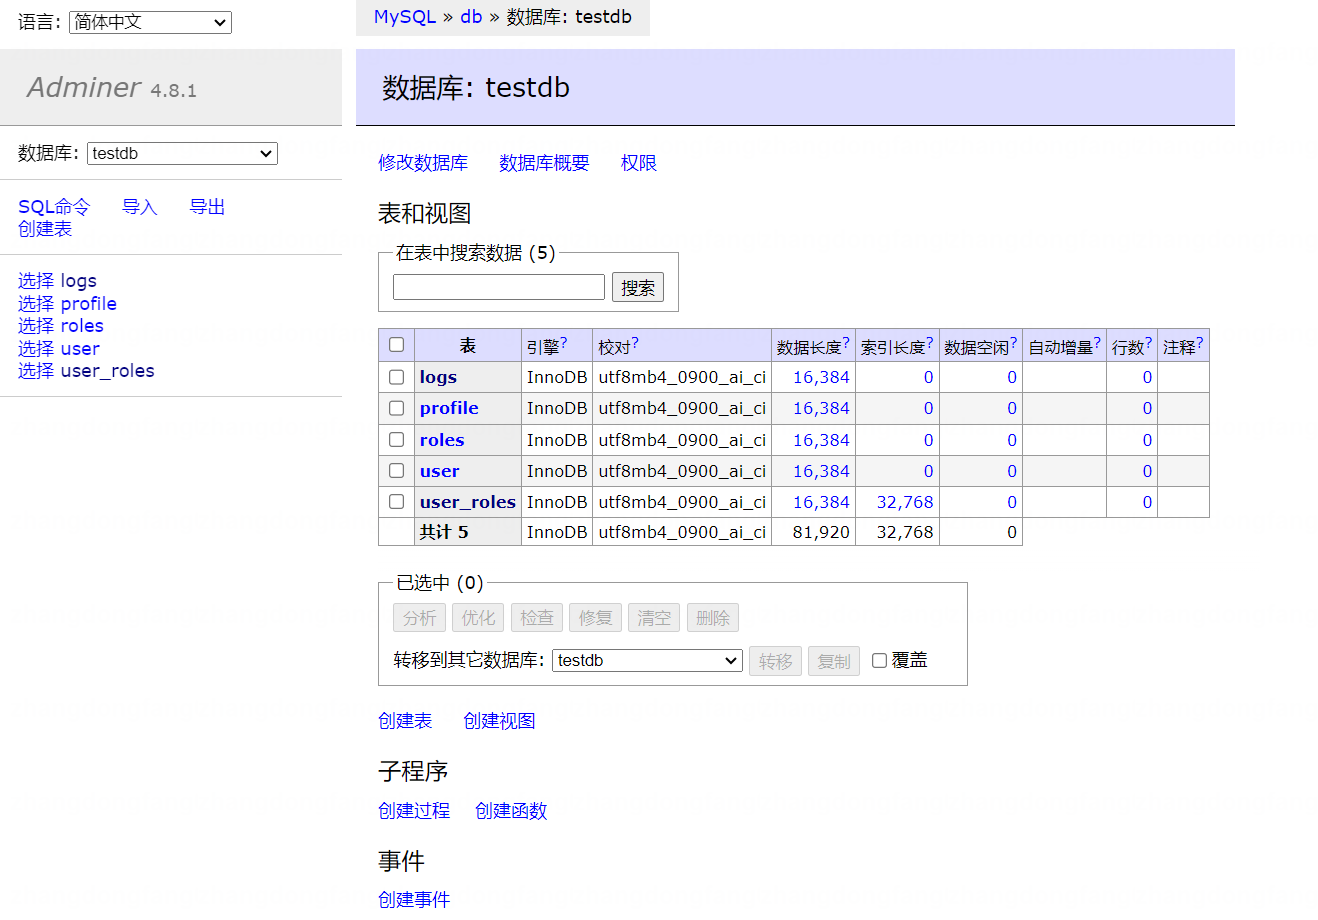 语言: 简体中文
MySQL » db » 数据库: testdb
Adminer 4.8.1
数据库: testdb
数据库: testdb
SQL命令 导入 导出
创建表
选择 logs
选择 profile
选择 roles
选择 user
选择 user_roles
修改数据库 数据库概要 权限
表和视图
在表中搜索数据 (5)
搜索
表 引擎? 校对? 数据长度? 索引长度? 数据空闲? 自动增量? 行数? 注释?
logs InnoDB utf8mb4_0900_ai_ci 16,384 0 0 0
profile InnoDB utf8mb4_0900_ai_ci 16,384 0 0 0
roles InnoDB utf8mb4_0900_ai_ci 16,384 0 0 0
user InnoDB utf8mb4_0900_ai_ci 16,384 0 0 0
user_roles InnoDB utf8mb4_0900_ai_ci 16,384 32,768 0 0
共计 5 InnoDB utf8mb4_0900_ai_ci 81,920 32,768 0
已选中 (0)
分析 优化 检查 修复 清空 删除
转移到其它数据库: testdb 转移 复制 覆盖
创建表 创建视图
子程序
创建过程 创建函数
事件
创建事件